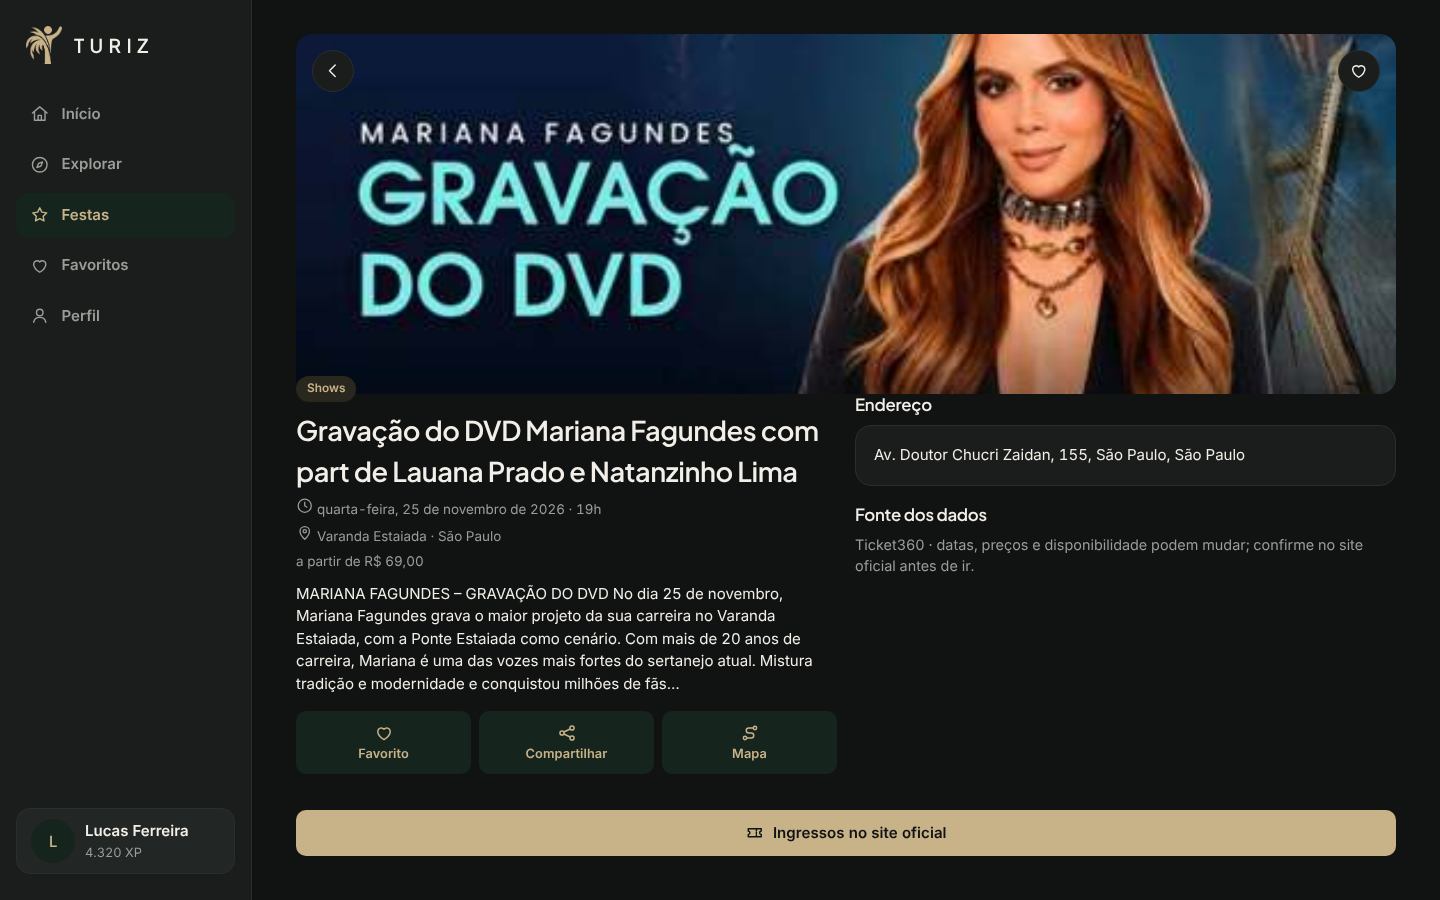 TURIZ
Início
Explorar
Festas
Favoritos
Perfil
MARIANA FAGUNDES
GRAVAÇÃO
DO DVD
Shows
Gravação do DVD Mariana Fagundes com
part de Lauana Prado e Natanzinho Lima
quarta-feira, 25 de novembro de 2026 · 19h
Varanda Estaiada · São Paulo
a partir de R$ 69,00
MARIANA FAGUNDES – GRAVAÇÃO DO DVD No dia 25 de novembro,
Mariana Fagundes grava o maior projeto da sua carreira no Varanda
Estaiada, com a Ponte Estaiada como cenário. Com mais de 20 anos de
carreira, Mariana é uma das vozes mais fortes do sertanejo atual. Mistura
tradição e modernidade e conquistou milhões de fãs...
Favorito
Compartilhar
Mapa
Endereço
Av. Doutor Chucri Zaidan, 155, São Paulo, São Paulo
Fonte dos dados
Ticket360 · datas, preços e disponibilidade podem mudar; confirme no site
oficial antes de ir.
Ingressos no site oficial
L
Lucas Ferreira
4.320 XP